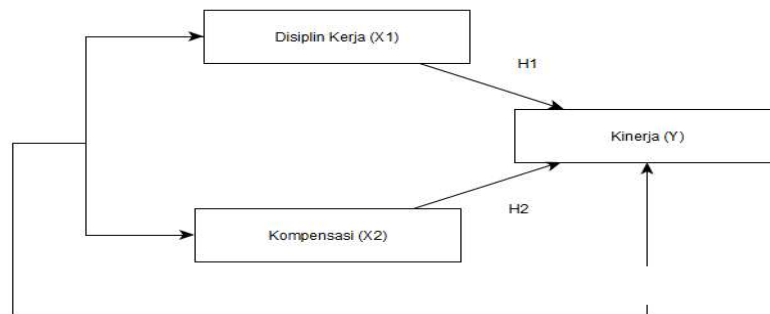 Disiplin Kerja (X1)
H1
Kinerja (Y)
H2
Kompensasi (X2)